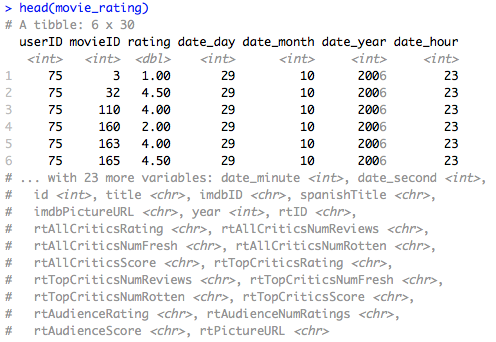 > head(movie_rating)
# A tibble: 6 x 30
userID movieID rating date_day date_month date_year date_hour
<int> <int> <dbl> <int> <int> <int> <int>
1 75 3 1.00 29 10 2006 23
2 75 32 4.50 29 10 2006 23
3 75 110 4.00 29 10 2006 23
4 75 160 2.00 29 10 2006 23
5 75 163 4.00 29 10 2006 23
6 75 165 4.50 29 10 2006 23
# ... with 23 more variables: date_minute <int>, date_second <int>,
# id <int>, title <chr>, imdbID <chr>, spanishTitle <chr>,
# imdbPictureURL <chr>, year <int>, rtID <chr>,
# rtAllCriticsRating <chr>, rtAllCriticsNumReviews <chr>,
# rtAllCriticsNumFresh <chr>, rtAllCriticsNumRotten <chr>,
# rtAllCriticsScore <chr>, rtTopCriticsRating <chr>,
# rtTopCriticsNumReviews <chr>, rtTopCriticsNumFresh <chr>,
# rtTopCriticsNumRotten <chr>, rtTopCriticsScore <chr>,
# rtAudienceRating <chr>, rtAudienceNumRatings <chr>,
# rtAudienceScore <chr>, rtPictureURL <chr>